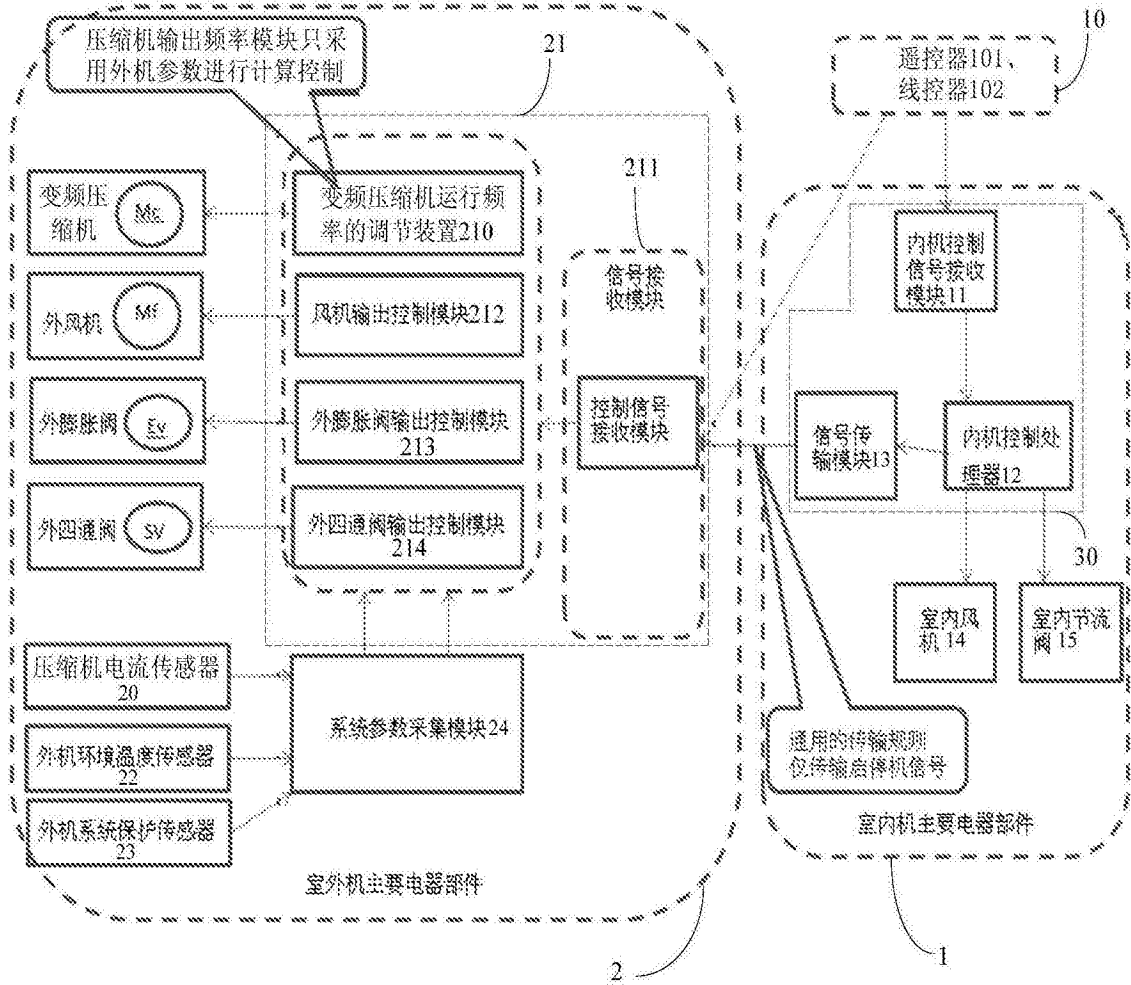 压缩机输出频率模块只采
用外机参数进行计算控制
21
10
遥控器101、
线控器102
变频压
缩机
Mc
变频压缩机运行频
率的调节装置210
211
信号接
收模块
内机控制
信号接收
模块11
外风机
Mf
风机输出控制模块212
外膨胀阀
Ev
外膨胀阀输出控制模块
213
控制信号
接收模块
信号传
输模块13
内机控制处
理器12
外四通阀
SV
外四通阀输出控制模块
214
30
室内风
机14
室内节流
阀15
压缩机电流传感器
20
外机环境温度传感器
22
外机系统保护传感器
23
系统参数采集模块24
通用的传输规则
仅传输启停机信号
室内机主要电器部件
室外机主要电器部件
2
1